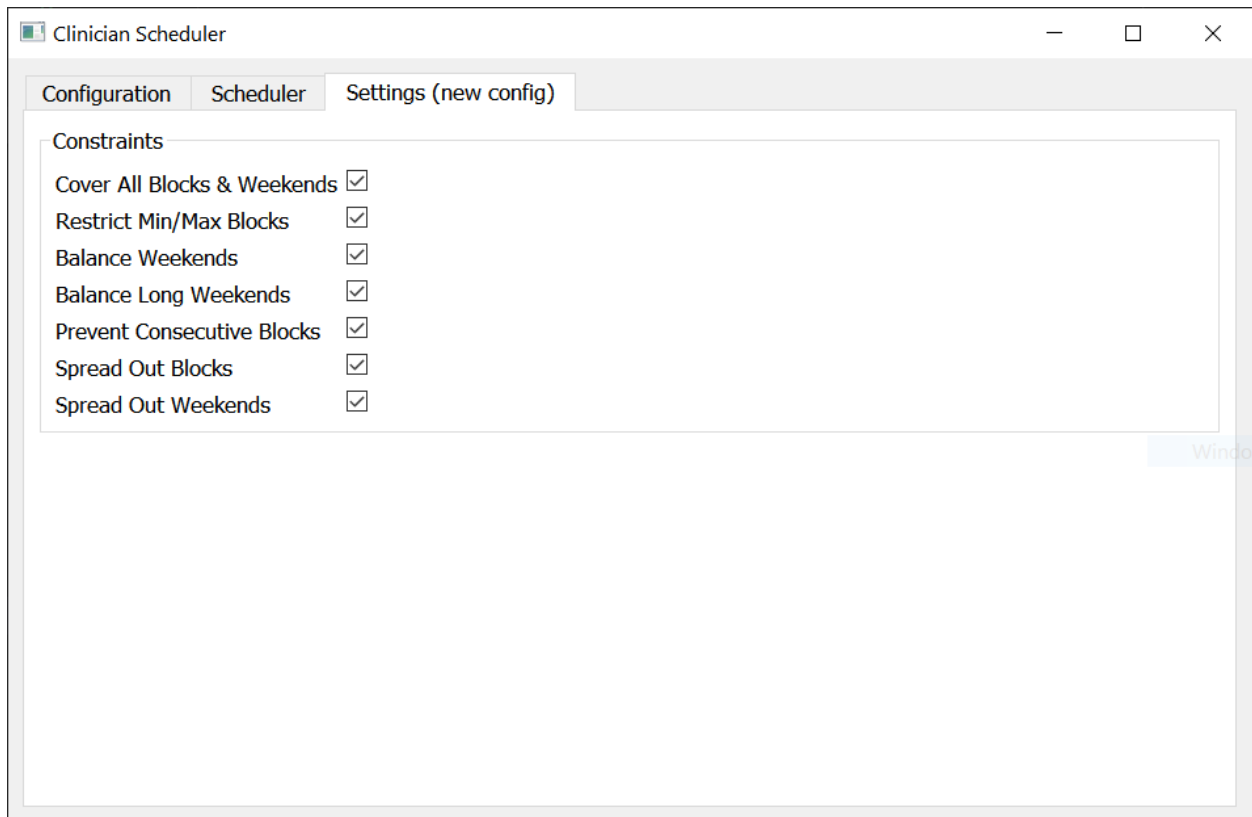 Clinician Scheduler
Configuration Scheduler Settings (new config)
Constraints
Cover All Blocks & Weekends
Restrict Min/Max Blocks
Balance Weekends
Balance Long Weekends
Prevent Consecutive Blocks
Spread Out Blocks
Spread Out Weekends